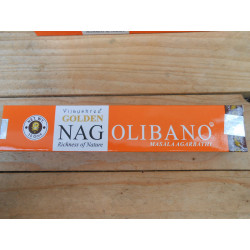 Vijayshree
GOLDEN
NAG OLIBANO
Richness of Nature
MASALA AGARBATHI